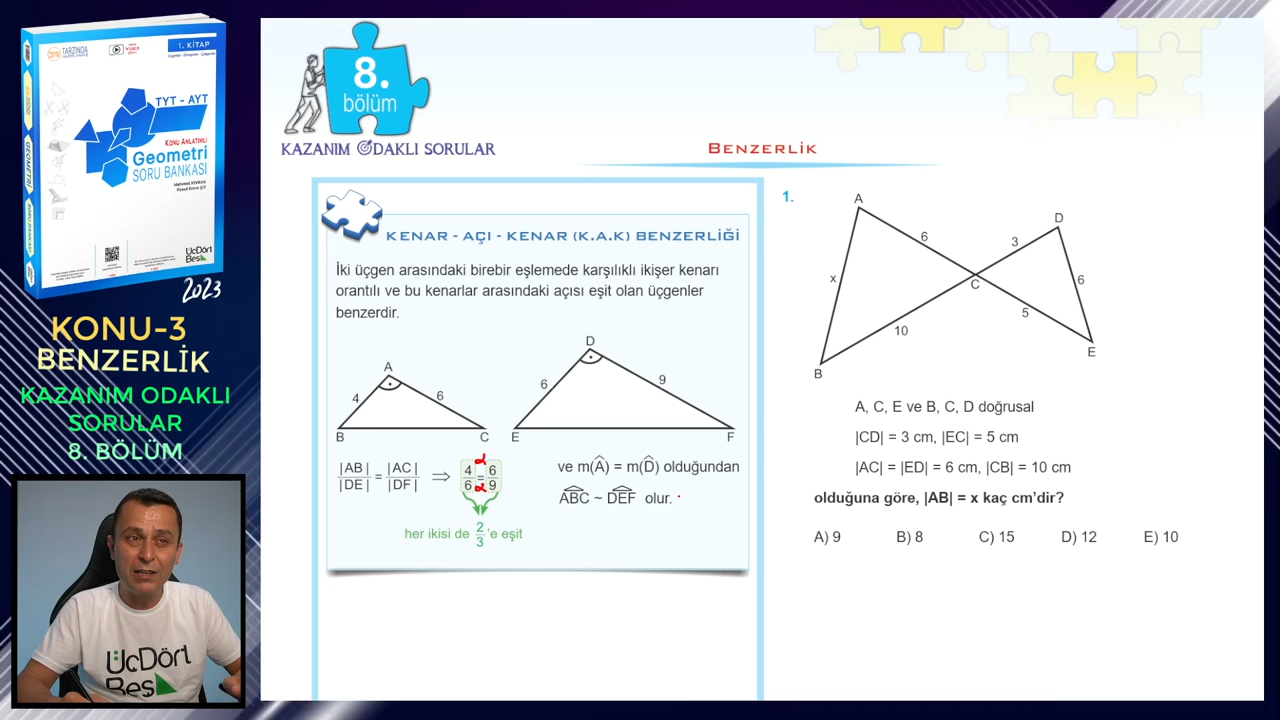 TARZINDA
1. KİTAP
TYT - AYT
KONU ANLATIMLI
Geometri
SORU BANKASI
ÜçDört
Beş
GEOMETRİ
2023
KONU-3
BENZERLİK
KAZANIM ODAKLI
SORULAR
8. BÖLÜM
ÜçDört
Beş
8.
bölüm
KAZANIM ODAKLI SORULAR
BENZERLİK
KENAR - AÇI - KENAR (K.A.K) BENZERLİĞİ
İki üçgen arasındaki birebir eşlemede karşılıklı ikişer kenarı
orantılı ve bu kenarlar arasındaki açısı eşit olan üçgenler
benzerdir.
A
4
6
B
C
D
6
9
E
F
|AB| / |DE| = |AC| / |DF| ⇒ 4/6 = 6/9
her ikisi de 2/3 'e eşit
ve m(Â) = m(D̂) olduğundan
ABC ~ DEF olur.
1.
A
D
6
3
x
C
6
10
5
B
E
A, C, E ve B, C, D doğrusal
|CD| = 3 cm, |EC| = 5 cm
|AC| = |ED| = 6 cm, |CB| = 10 cm
olduğuna göre, |AB| = x kaç cm'dir?
A) 9 B) 8 C) 15 D) 12 E) 10